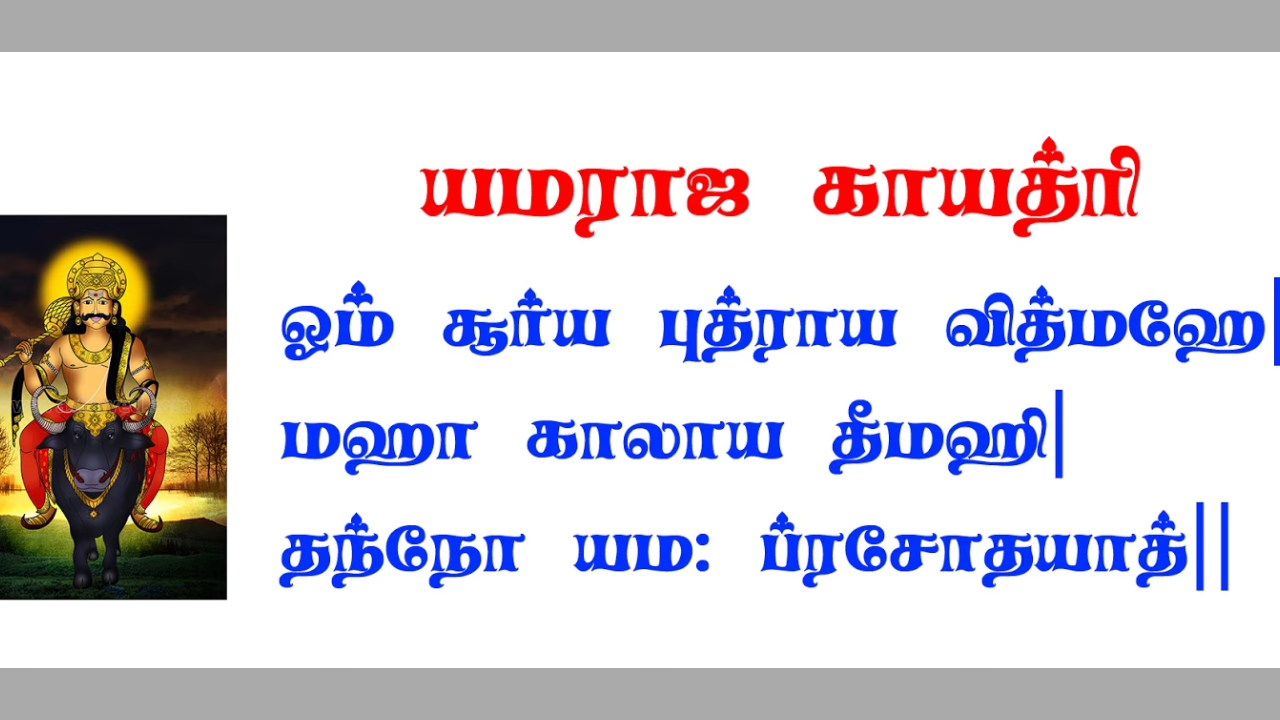 யமராஜ காயத்ரி
ஓம் சூர்ய புத்ராய வித்மஹே|
மஹா காலாய தீமஹி|
தந்நோ யம: ப்ரசோதயாத்||